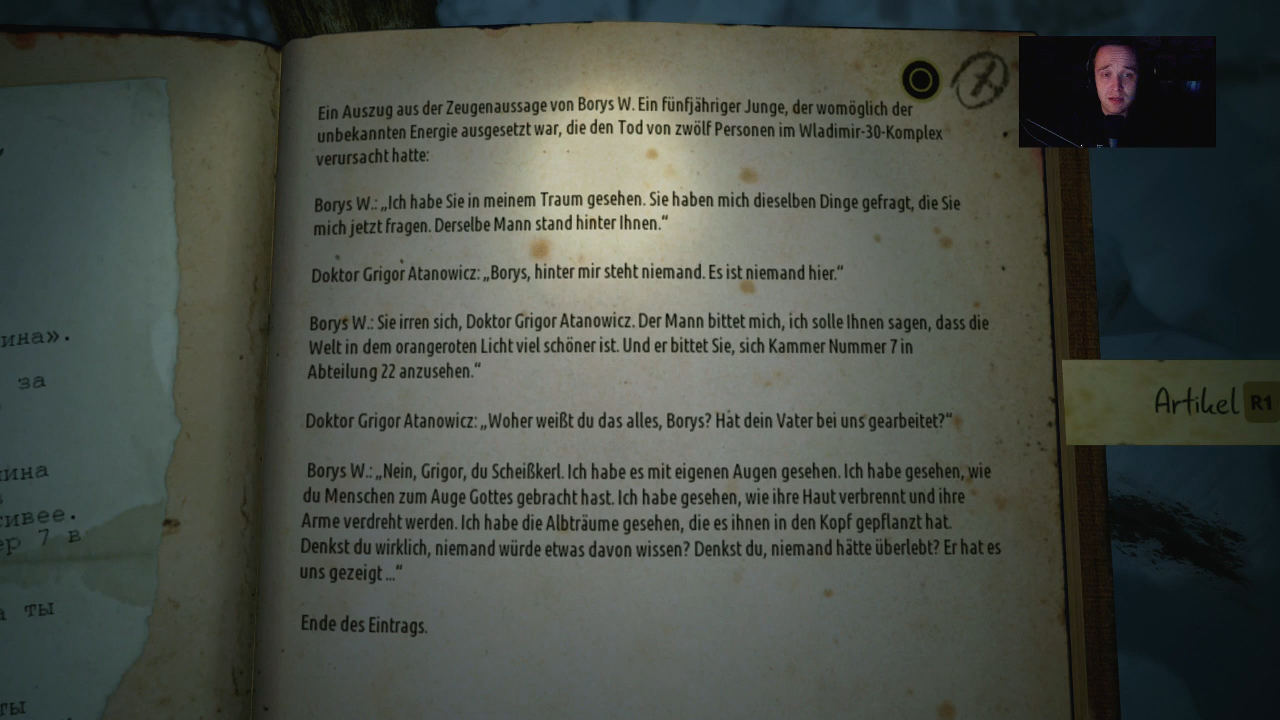 ина».
за
ина
ивее.
ер 7 в
ты
ты
Ein Auszug aus der Zeugenaussage von Borys W. Ein fünfjähriger Junge, der womöglich der
unbekannten Energie ausgesetzt war, die den Tod von zwölf Personen im Wladimir-30-Komplex
verursacht hatte:
Borys W.: „Ich habe Sie in meinem Traum gesehen. Sie haben mich dieselben Dinge gefragt, die Sie
mich jetzt fragen. Derselbe Mann stand hinter Ihnen.“
Doktor Grigor Atanowicz: „Borys, hinter mir steht niemand. Es ist niemand hier.“
Borys W.: Sie irren sich, Doktor Grigor Atanowicz. Der Mann bittet mich, ich solle Ihnen sagen, dass die
Welt in dem orangeroten Licht viel schöner ist. Und er bittet Sie, sich Kammer Nummer 7 in
Abteilung 22 anzusehen.“
Doktor Grigor Atanowicz: „Woher weißt du das alles, Borys? Hat dein Vater bei uns gearbeitet?“
Borys W.: „Nein, Grigor, du Scheißkerl. Ich habe es mit eigenen Augen gesehen. Ich habe gesehen, wie
du Menschen zum Auge Gottes gebracht hast. Ich habe gesehen, wie ihre Haut verbrennt und ihre
Arme verdreht werden. Ich habe die Albträume gesehen, die es ihnen in den Kopf gepflanzt hat.
Denkst du wirklich, niemand würde etwas davon wissen? Denkst du, niemand hätte überlebt? Er hat es
uns gezeigt ...“
Ende des Eintrags.
Artikel R1